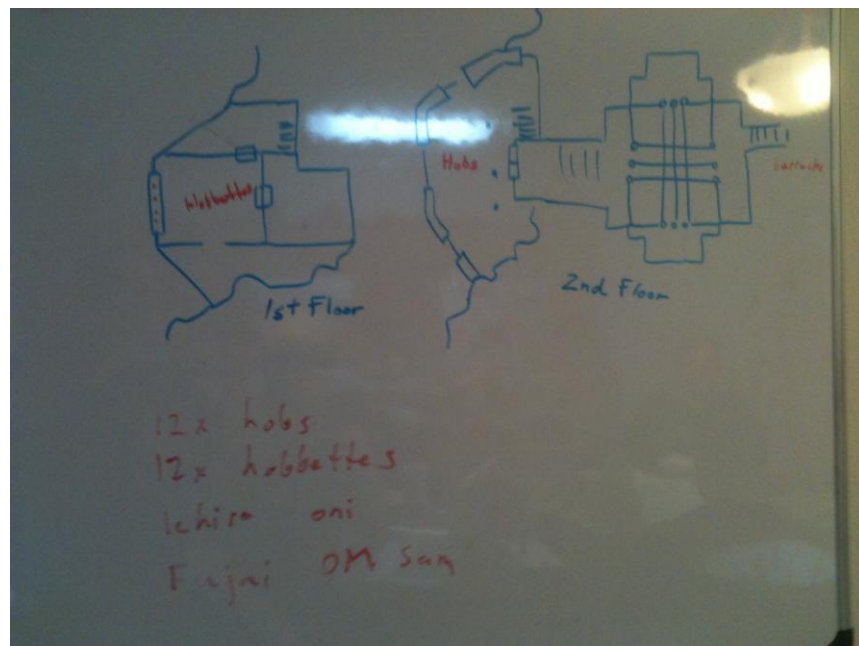 Hobs
barracks
Hobbettes
1st Floor
2nd Floor
12x hobs
12x hobbettes
Ichiro oni
Fujai OM Sam